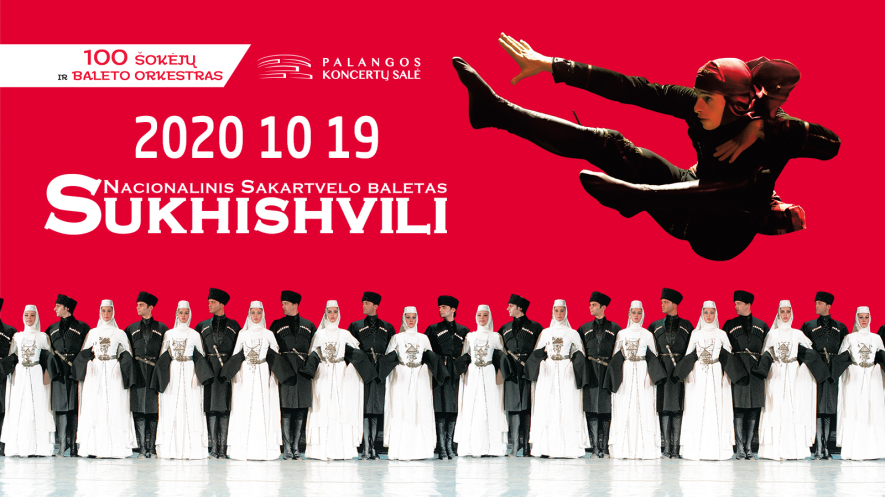 100 ŠOKĖJŲ
IR BALETO ORKESTRAS
PALANGOS
KONCERTŲ SALĖ
2020 10 19
NACIONALINIS SAKARTVELO BALETAS
SUKHISHVILI